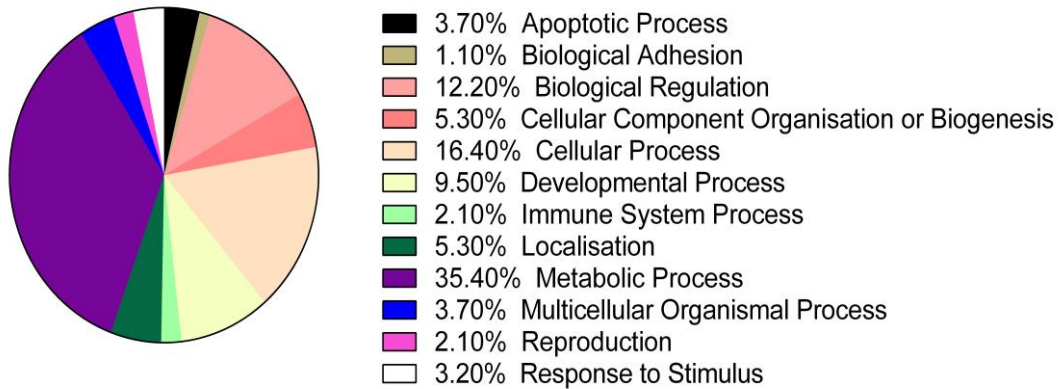 3.70% Apoptotic Process
1.10% Biological Adhesion
12.20% Biological Regulation
5.30% Cellular Component Organisation or Biogenesis
16.40% Cellular Process
9.50% Developmental Process
2.10% Immune System Process
5.30% Localisation
35.40% Metabolic Process
3.70% Multicellular Organismal Process
2.10% Reproduction
3.20% Response to Stimulus